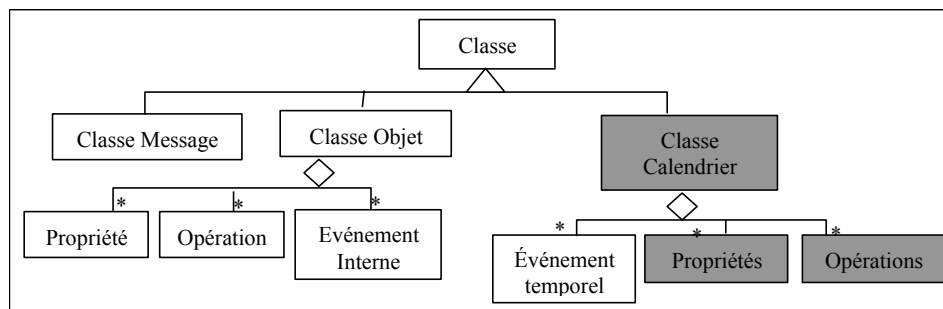 Classe
Classe Message
Classe Objet
Classe
Calendrier
* * *
Propriété
Opération
Evénement
Interne
* * *
Événement
temporel
Propriétés
Opérations